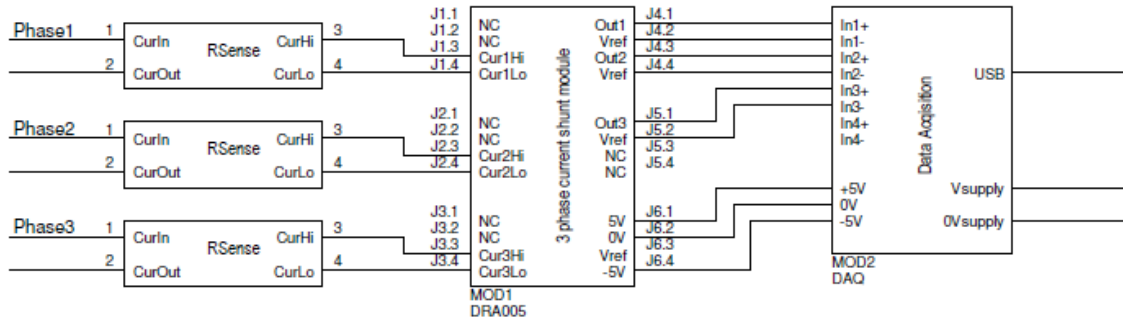 Phase1
1
2
CurIn
CurOut
RSense
CurHi
CurLo
3
4
Phase2
1
2
CurIn
CurOut
RSense
CurHi
CurLo
3
4
Phase3
1
2
CurIn
CurOut
RSense
CurHi
CurLo
3
4
J1.1
J1.2
J1.3
J1.4
NC
NC
Cur1Hi
Cur1Lo
J2.1
J2.2
J2.3
J2.4
NC
NC
Cur2Hi
Cur2Lo
J3.1
J3.2
J3.3
J3.4
NC
NC
Cur3Hi
Cur3Lo
3 phase current shunt module
Out1
Vref
Out2
Vref
J4.1
J4.2
J4.3
J4.4
Out3
Vref
NC
NC
J5.1
J5.2
J5.3
J5.4
5V
0V
Vref
-5V
J6.1
J6.2
J6.3
J6.4
MOD1
DRA005
In1+
In1-
In2+
In2-
In3+
In3-
In4+
In4-
+5V
0V
-5V
Data Acqisition
USB
Vsupply
0Vsupply
MOD2
DAQ